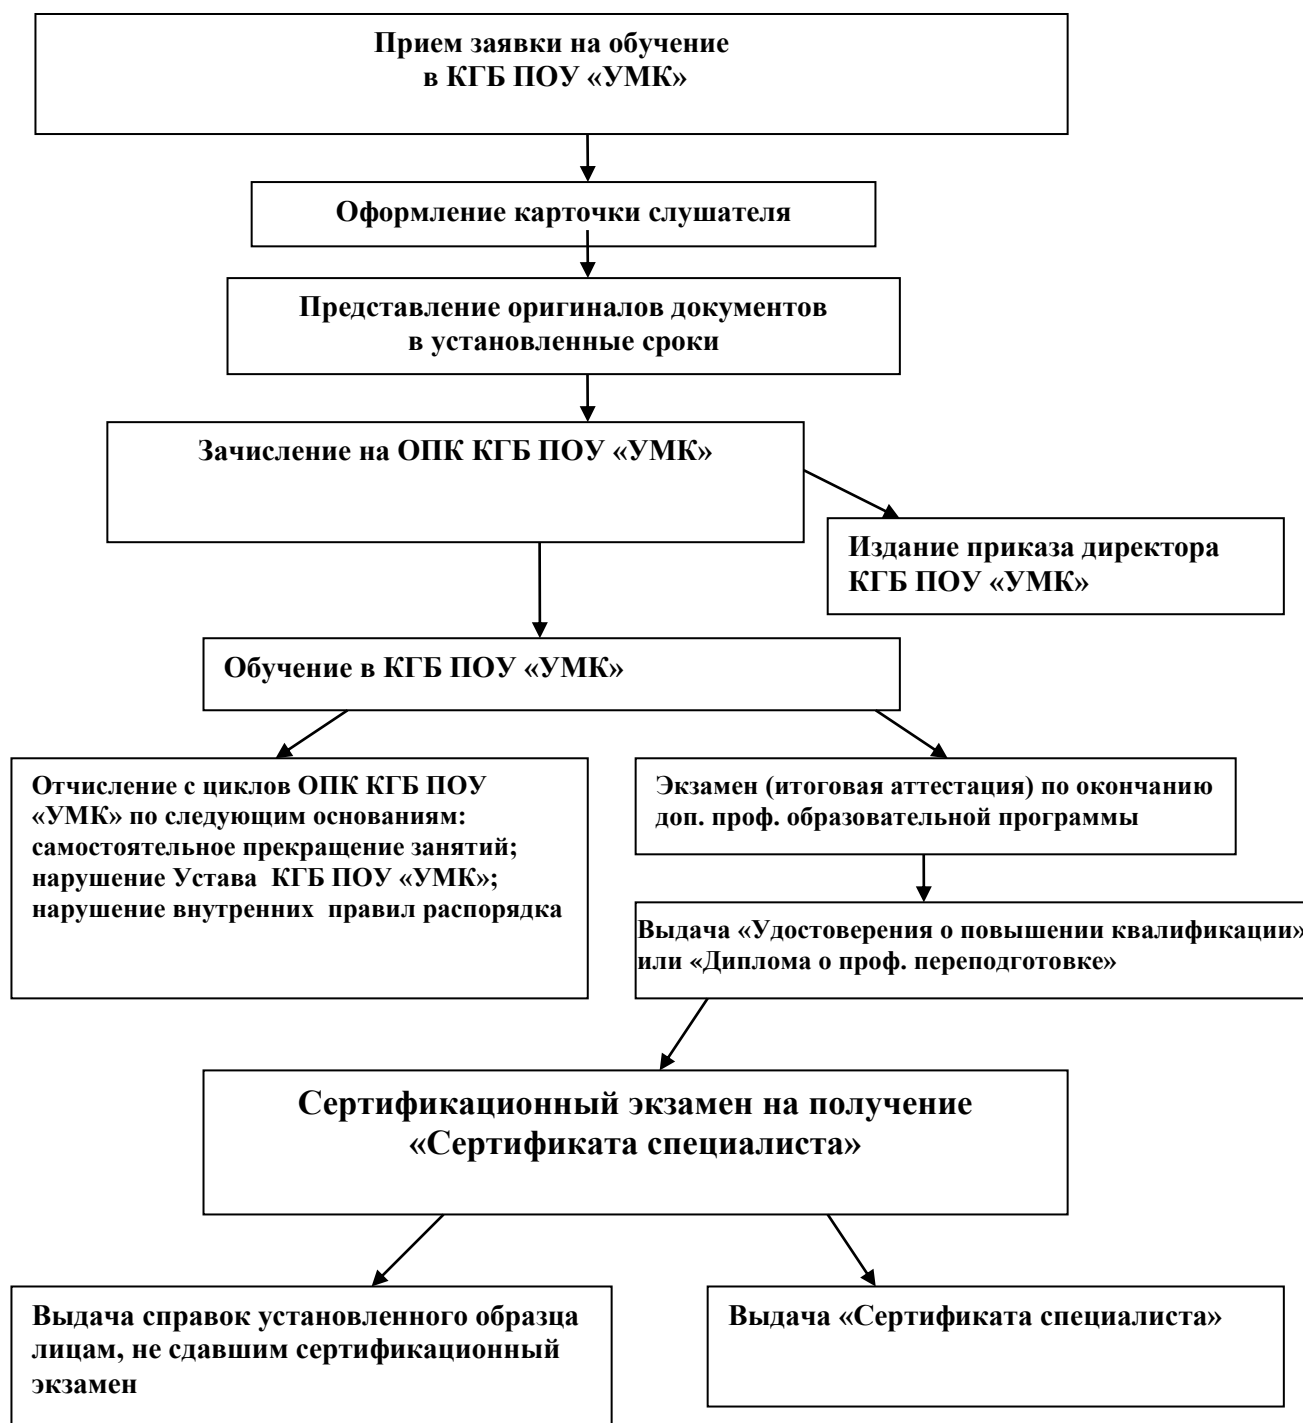 Прием заявки на обучение
в КГБ ПОУ «УМК»
Оформление карточки слушателя
Представление оригиналов документов
в установленные сроки
Зачисление на ОПК КГБ ПОУ «УМК»
Издание приказа директора
КГБ ПОУ «УМК»
Обучение в КГБ ПОУ «УМК»
Отчисление с циклов ОПК КГБ ПОУ
«УМК» по следующим основаниям:
самостоятельное прекращение занятий;
нарушение Устава КГБ ПОУ «УМК»;
нарушение внутренних правил распорядка
Экзамен (итоговая аттестация) по окончанию
доп. проф. образовательной программы
Выдача «Удостоверения о повышении квалификации»
или «Диплома о проф. переподготовке»
Сертификационный экзамен на получение
«Сертификата специалиста»
Выдача справок установленного образца
лицам, не сдавшим сертификационный
экзамен
Выдача «Сертификата специалиста»